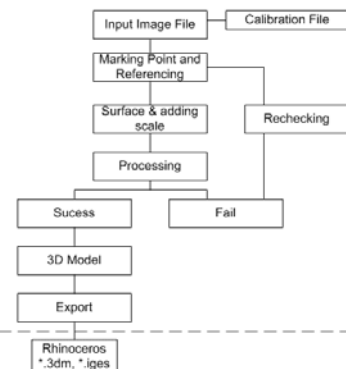 Input Image File
Calibration File
Marking Point and
Referencing
Surface & adding
scale
Rechecking
Processing
Sucess
Fail
3D Model
Export
Rhinoceros
*.3dm, *.iges